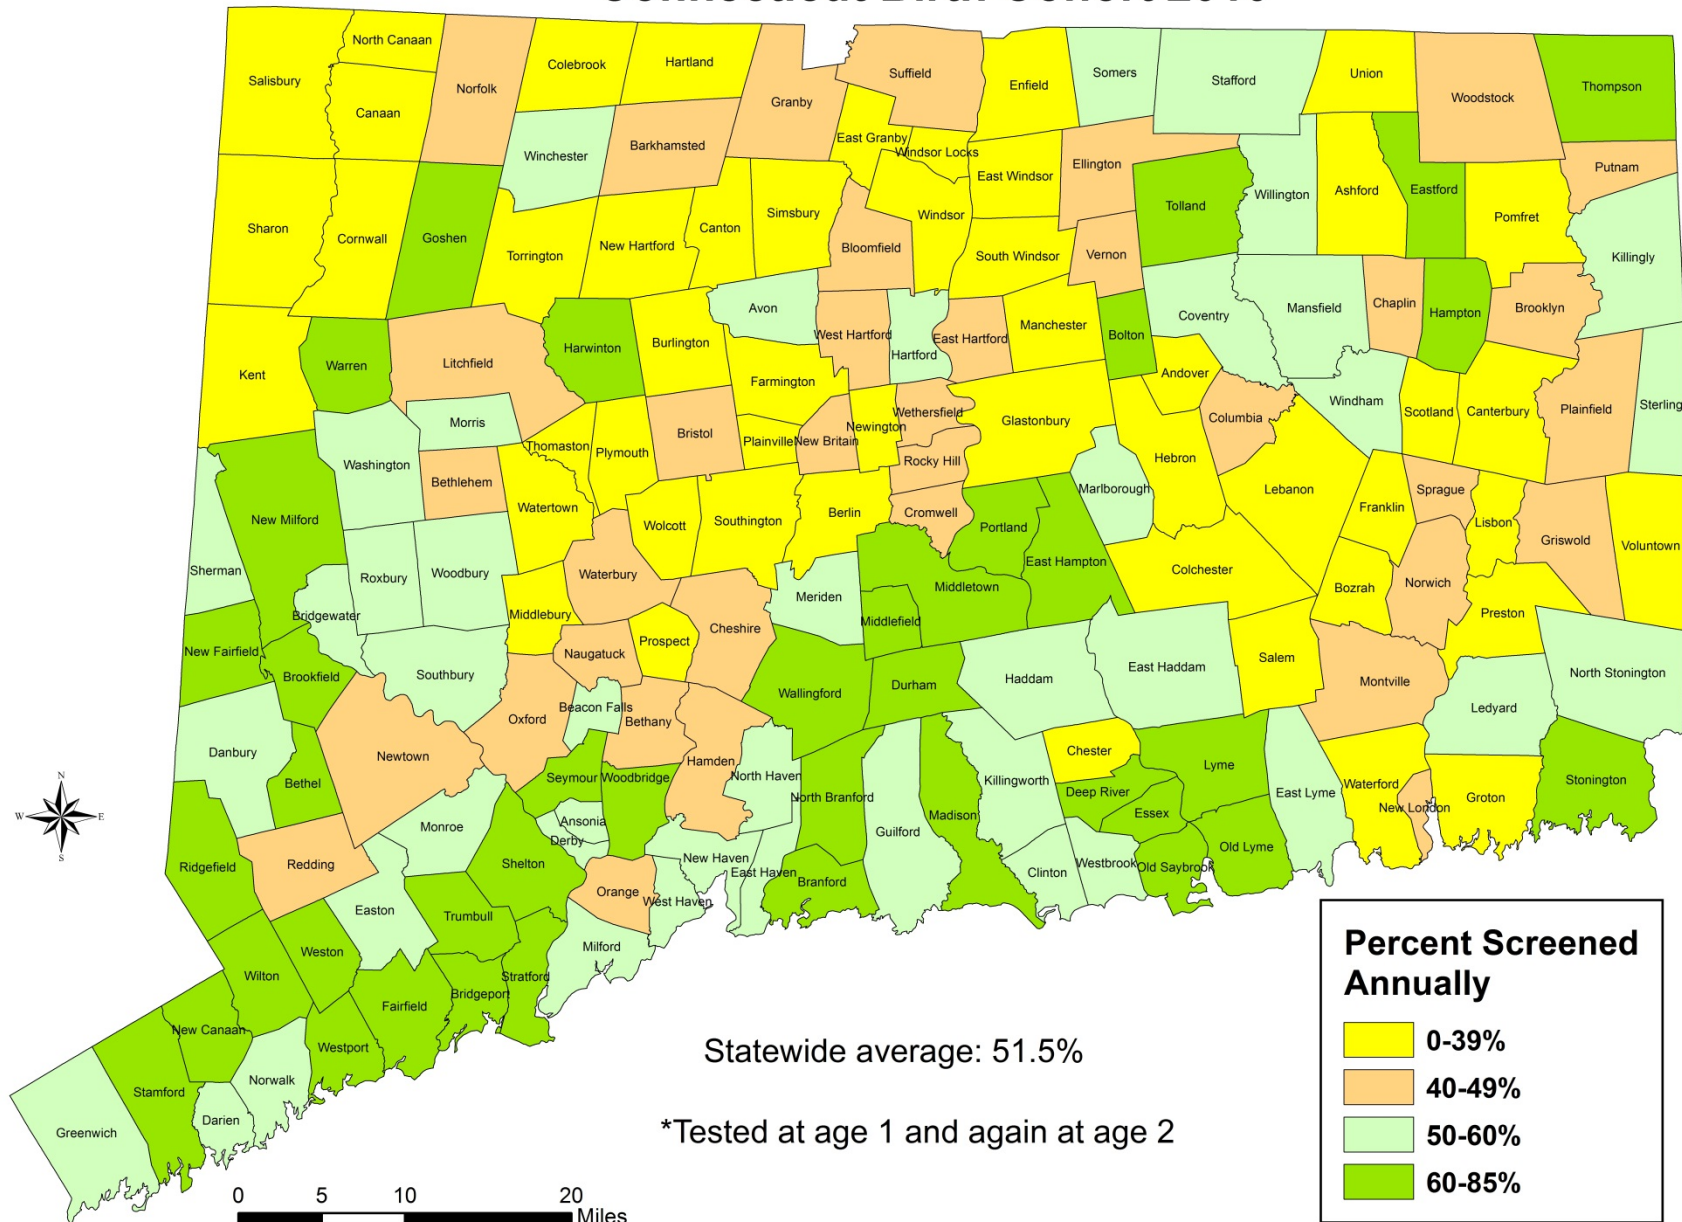 North Canaan
Colebrook
Hartland
Salisbury
Norfolk
Suffield
Somers
Stafford
Union
Canaan
Granby
Enfield
Woodstock
Thompson
East Granby
Windsor Locks
Winchester
Barkhamsted
Ellington
Putnam
East Windsor
Tolland
Willington
Ashford
Eastford
Pomfret
Sharon
Cornwall
Goshen
Torrington
New Hartford
Canton
Simsbury
Windsor
Bloomfield
South Windsor
Vernon
Killingly
Avon
Coventry
Mansfield
Chaplin
Hampton
Brooklyn
Kent
Warren
Litchfield
Harwinton
Burlington
West Hartford
Hartford
East Hartford
Manchester
Bolton
Farmington
Andover
Windham
Scotland
Canterbury
Plainfield
Sterling
Morris
Washington
Thomaston
Plymouth
Bristol
Plainville
New Britain
Newington
Wethersfield
Glastonbury
Columbia
Hebron
Rocky Hill
Bethlehem
Lebanon
Marlborough
Sprague
Franklin
New Milford
Watertown
Wolcott
Southington
Berlin
Cromwell
Portland
Lisbon
Griswold
Voluntown
Sherman
Roxbury
Woodbury
Waterbury
East Hampton
Colchester
Bozrah
Norwich
Middletown
Meriden
Middlebury
Bridgewater
Middlefield
Preston
Cheshire
Prospect
Naugatuck
New Fairfield
Brookfield
Southbury
Wallingford
Durham
Haddam
East Haddam
Salem
Montville
North Stonington
Ledyard
Oxford
Beacon Falls
Bethany
Danbury
Newtown
Hamden
Chester
Bethel
Seymour
Woodbridge
North Haven
Killingworth
Lyme
Waterford
Stonington
North Branford
Deep River
East Lyme
New London
Groton
Monroe
Ansonia
Derby
Guilford
Madison
Essex
Ridgefield
Redding
Shelton
New Haven
East Haven
Branford
Clinton
Westbrook
Old Saybrook
Old Lyme
Orange
West Haven
Easton
Trumbull
Milford
Weston
Wilton
Stratford
Bridgeport
Fairfield
New Canaan
Westport
Norwalk
Stamford
Darien
Greenwich
N
W
E
S
Statewide average: 51.5%
*Tested at age 1 and again at age 2
0 5 10 20
Miles
Percent Screened
Annually
0-39%
40-49%
50-60%
60-85%